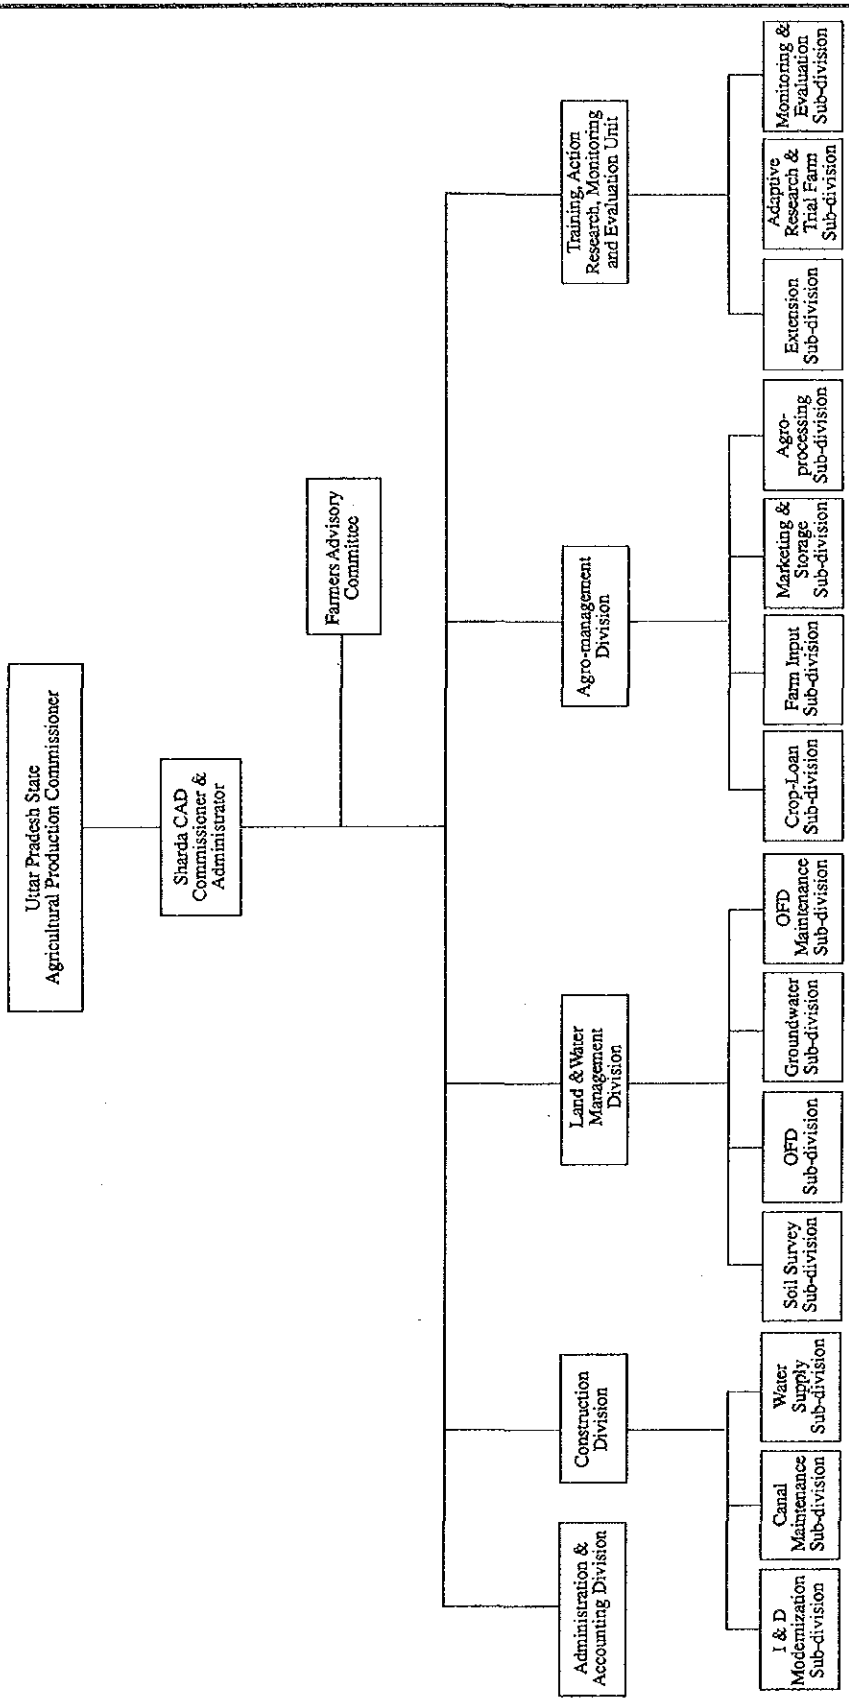 Uttar Pradesh State
Agricultural Production Commissioner
Sharda CAD
Commissioner &
Administrator
Farmers Advisory
Committee
Administration &
Accounting Division
Construction
Division
Land & Water
Management
Division
Agro-management
Division
Training, Action
Research, Monitoring
and Evaluation Unit
I & D
Modernization
Sub-division
Canal
Maintenance
Sub-division
Water
Supply
Sub-division
Soil Survey
Sub-division
OFD
Sub-division
Groundwater
Sub-division
OFD
Maintenance
Sub-division
Crop-Loan
Sub-division
Farm Input
Sub-division
Marketing &
Storage
Sub-division
Agro-
processing
Sub-division
Extension
Sub-division
Adaptive
Research &
Trial Farm
Sub-division
Monitoring &
Evaluation
Sub-division